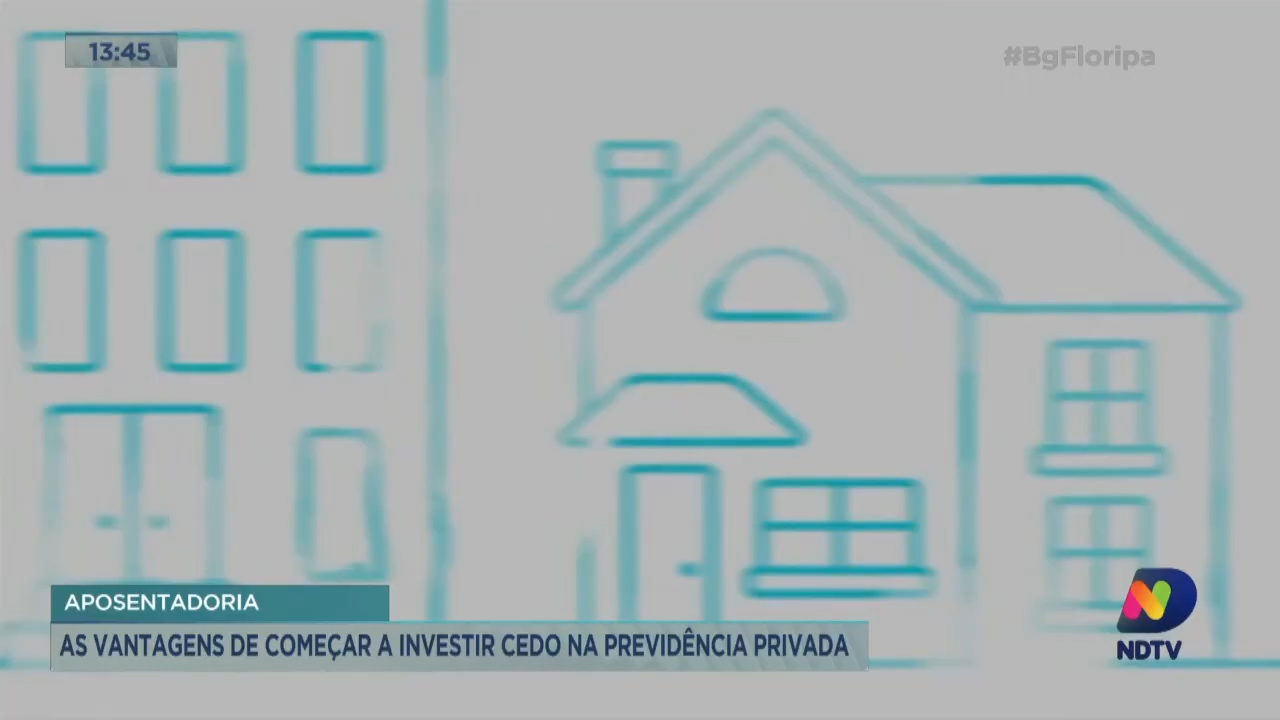 13:45
#BgFloripa
APOSENTADORIA
AS VANTAGENS DE COMEÇAR A INVESTIR CEDO NA PREVIDÊNCIA PRIVADA
NDTV